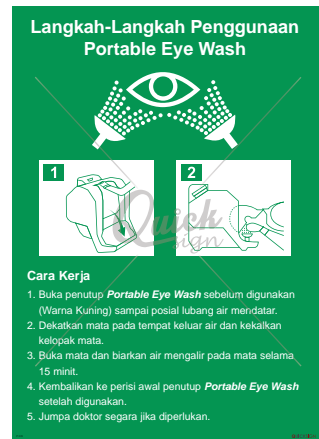 Langkah-Langkah Penggunaan
Portable Eye Wash
1
2
Quick
Sign
Cara Kerja
1. Buka penutup Portable Eye Wash sebelum digunakan
(Warna Kuning) sampai posial lubang air mendatar.
2. Dekatkan mata pada tempat keluar air dan kekalkan
kelopak mata.
3. Buka mata dan biarkan air mengalir pada mata selama
15 minit.
4. Kembalikan ke perisi awal penutup Portable Eye Wash
setelah digunakan.
5. Jumpa doktor segara jika diperlukan.